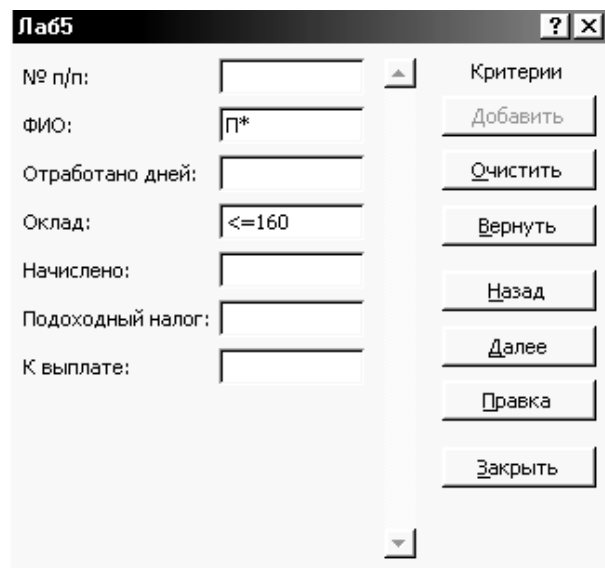 Лаб5
№ п/п:
ФИО: П*
Отработано дней:
Оклад: <=160
Начислено:
Подоходный налог:
К выплате:
Критерии
Добавить
Очистить
Вернуть
Назад
Далее
Правка
Закрыть